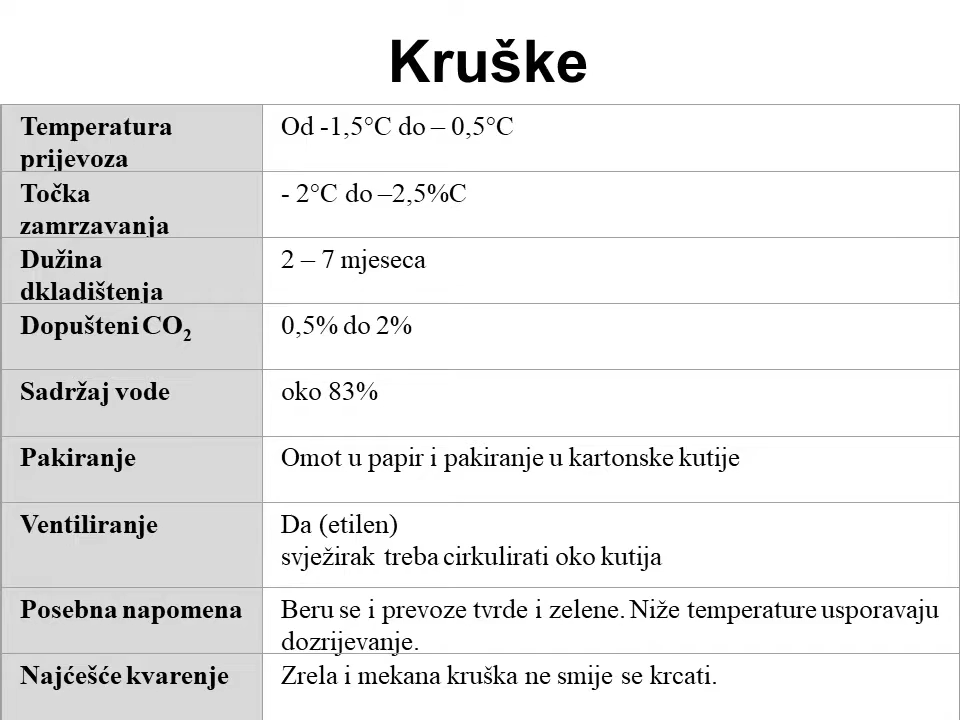 Kruške
Temperatura
prijevoza
Od -1,5°C do – 0,5°C
Točka
zamrzavanja
- 2°C do –2,5%C
Dužina
dkladištenja
2 – 7 mjeseca
Dopušteni CO₂
0,5% do 2%
Sadržaj vode
oko 83%
Pakiranje
Omot u papir i pakiranje u kartonske kutije
Ventiliranje
Da (etilen)
svježirak treba cirkulirati oko kutija
Posebna napomena
Beru se i prevoze tvrde i zelene. Niže temperature usporavaju
dozrijevanje.
Najćešće kvarenje
Zrela i mekana kruška ne smije se krcati.